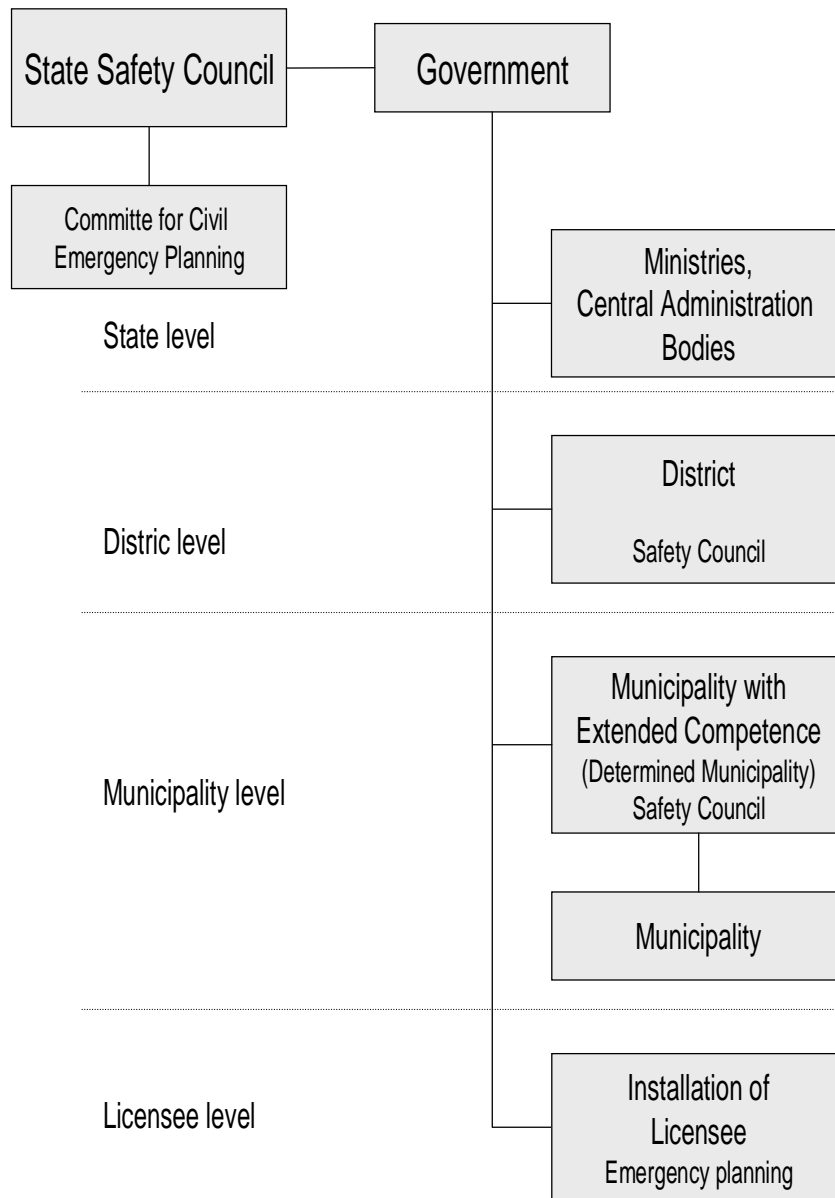 State Safety Council
Government
Committe for Civil
Emergency Planning
Ministries,
Central Administration
Bodies
State level
District
Safety Council
Distric level
Municipality with
Extended Competence
(Determined Municipality)
Safety Council
Municipality level
Municipality
Installation of
Licensee
Emergency planning
Licensee level